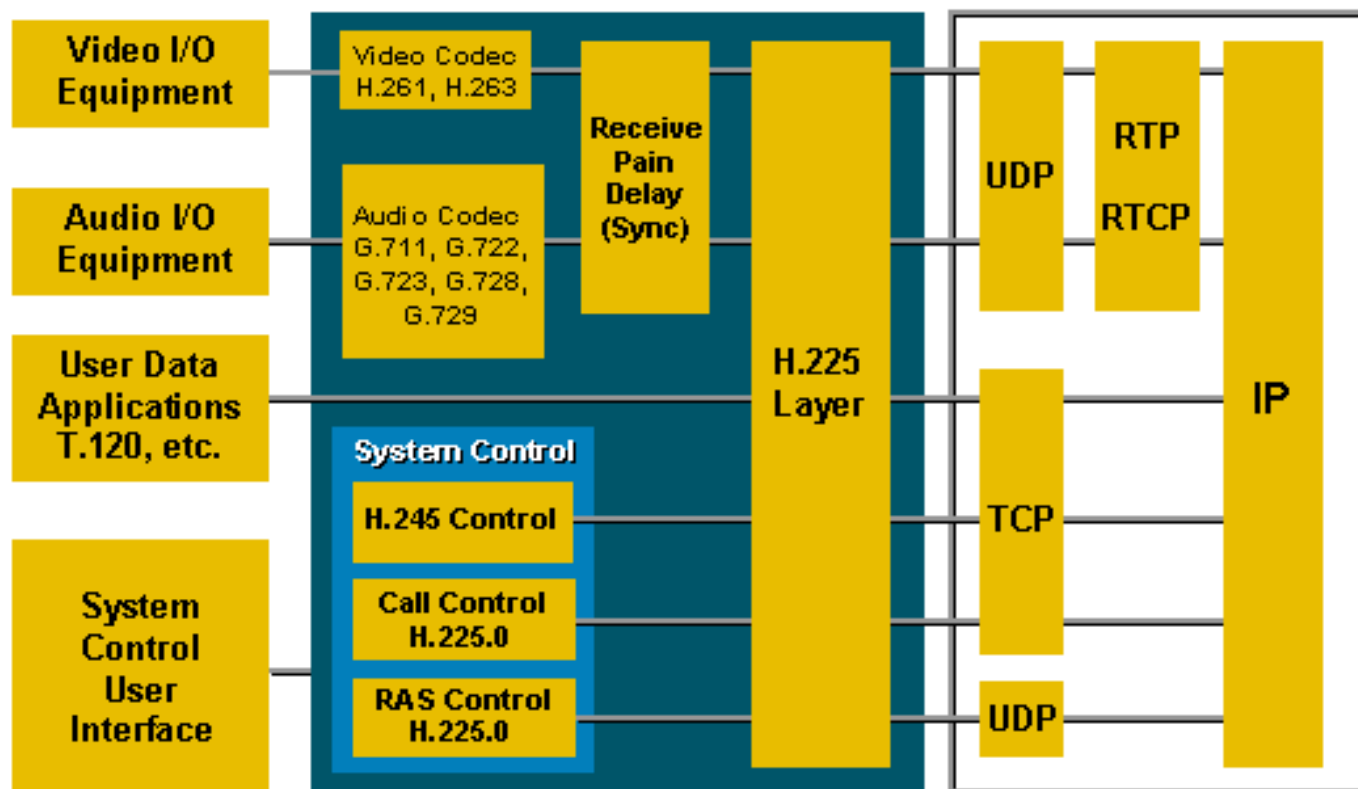 Video I/O
Equipment
Audio I/O
Equipment
User Data
Applications
T.120, etc.
System
Control
User
Interface
Video Codec
H.261, H.263
Audio Codec
G.711, G.722,
G.723, G.728,
G.729
Receive
Pain
Delay
(Sync)
System Control
H.245 Control
Call Control
H.225.0
RAS Control
H.225.0
H.225
Layer
UDP
RTP
RTCP
TCP
UDP
IP